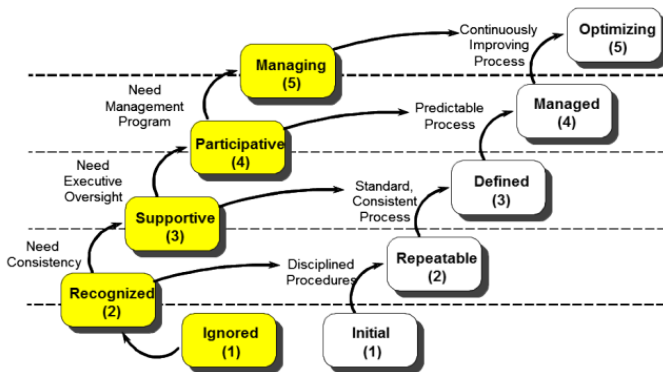 Continuously
Improving
Process
Optimizing
(5)
Managing
(5)
Need
Management
Program
Predictable
Process
Managed
(4)
Participative
(4)
Need
Executive
Oversight
Standard,
Consistent
Process
Defined
(3)
Supportive
(3)
Need
Consistency
Disciplined
Procedures
Repeatable
(2)
Recognized
(2)
Ignored
(1)
Initial
(1)